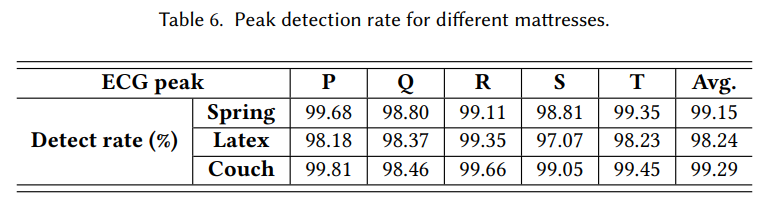 Table 6. Peak detection rate for different mattresses.
ECG peak P Q R S T Avg.
Spring 99.68 98.80 99.11 98.81 99.35 99.15
Detect rate (%) Latex 98.18 98.37 99.35 97.07 98.23 98.24
Couch 99.81 98.46 99.66 99.05 99.45 99.29